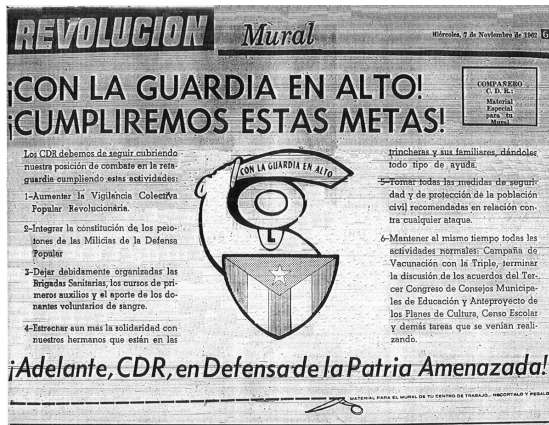 REVOLUCION
Mural
Miércoles, 7 de Noviembre de 1962
6
¡CON LA GUARDIA EN ALTO!
¡CUMPLIREMOS ESTAS METAS!
COMPAÑERO
C. D. R.:
Material
Especial
para tu
Mural
Los CDR debemos de seguir cubriendo
nuestra posición de combate en la reta-
guardia cumpliendo estas actividades:
1—Aumentar la Vigilancia Colectiva
Popular Revolucionaria.
2—Integrar la constitución de los pelo-
tones de las Milicias de la Defensa
Popular
3—Dejar debidamente organizadas las
Brigadas Sanitarias, los cursos de pri-
meros auxilios y el aporte de los do-
nantes voluntarios de sangre.
4—Estrechar aun mas la solidaridad con
nuestros hermanos que están en las
CON LA GUARDIA EN ALTO
trincheras y sus familiares, dándoles
todo tipo de ayuda.
5—Tomar todas las medidas de seguri-
dad y de protección de la población
civil recomendadas en relación con-
tra cualquier ataque.
6—Mantener al mismo tiempo todas las
actividades normales: Campaña de
Vacunación con la Triple, terminar
la discusión de los acuerdos del Ter-
cer Congreso de Consejos Municipa-
les de Educación y Anteproyecto de
los Planes de Cultura, Censo Escolar
y demás tareas que se venían reali-
zando.
¡Adelante, CDR, en Defensa de la Patria Amenazada!
MATERIAL PARA EL MURAL DE TU CENTRO DE TRABAJO... RECORTALO Y PEGALO